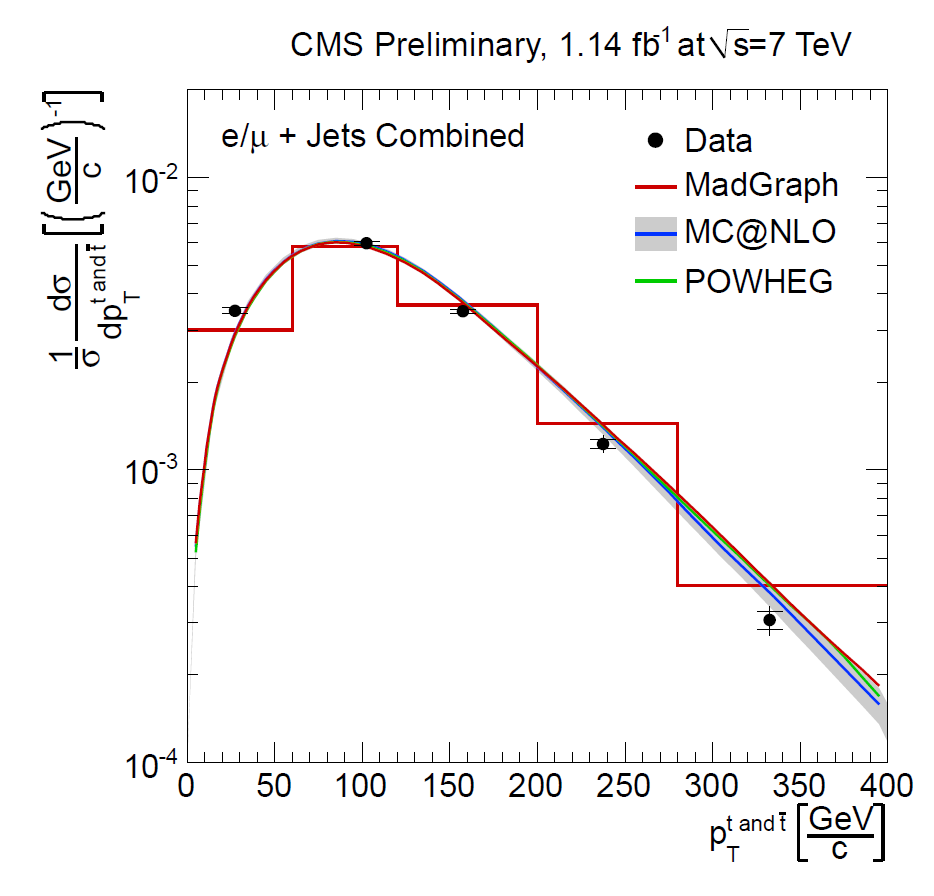 CMS Preliminary, 1.14 fb⁻¹ at √s=7 TeV
e/μ + Jets Combined
Data
MadGraph
MC@NLO
POWHEG
1/σ dσ/dp_T^{t and t̄} [(GeV/c)⁻¹]
10⁻²
10⁻³
10⁻⁴
0 50 100 150 200 250 300 350 400
p_T^{t and t̄} [GeV/c]